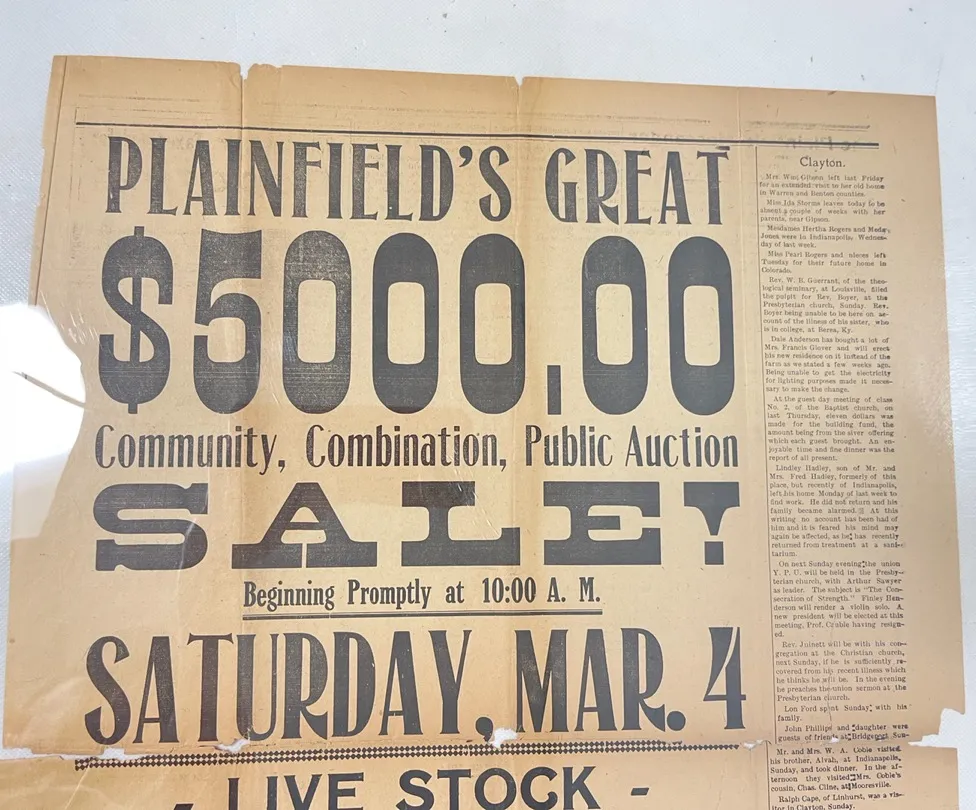 PLAINFIELD'S GREAT
$5000.00
Community, Combination, Public Auction
SALE!
Beginning Promptly at 10:00 A. M.
SATURDAY, MAR. 4
- LIVE STOCK -
Clayton.
Mrs. Win Gipson left last Friday
for an extended visit to her old home
in Warren and Benton counties.
Miss Ida Storms leaves today to be
absent a couple of weeks with her
parents, near Gipson.
Mesdames Hertha Rogers and Meda
Jones were in Indianapolis, Wednes-
day of last week.
Miss Pearl Rogers and nieces left
Tuesday for their future home in
Colorado.
Rev. W. E. Guerrant, of the theo-
logical seminary, at Louisville, filled
the pulpit for Rev. Boyer, at the
Presbyterian church, Sunday. Rev.
Boyer being unable to be here on ac-
count of the illness of his sister, who
is in college, at Berea, Ky.
Dale Anderson has bought a lot of
Mrs. Francis Glover and will erect
his new residence on it instead of the
farm as we stated a few weeks ago.
Being unable to get the electricity
for lighting purposes made it neces-
sary to make the change.
At the guest day meeting of class
No. 2, of the Baptist church, on
last Thursday, eleven dollars was
made for the building fund, the
amount being from the silver offering
which each guest brought. An en-
joyable time and fine dinner was the
report of all present.
Lindley Hadley, son of Mr. and
Mrs. Fred Hadley, formerly of this
place, but recently of Indianapolis,
left his home Monday of last week to
find work. He did not return and his
family became alarmed. At this
writing no account has been had of
him and it is feared his mind may
again be affected, as he has recently
returned from treatment at a sani-
tarium.
On next Sunday evening the union
Y. P. U. will be held in the Presby-
terian church, with Arthur Sawyer
as leader. The subject is "The Con-
secration of Strength." Finley Hen-
derson will render a violin solo. A
new president will be elected at this
meeting, Prof. having resign-
ed.
Rev. Juinett will be with his con-
gregation at the Christian church,
next Sunday, if he is sufficiently re-
covered from his recent illness which
he thinks he will be. In the evening
he preaches the union sermon at the
Presbyterian church.
Lon Ford spent Sunday with his
family.
John Phillips and daughter were
guests of friends at Bridgeport Sun-
Mr. and Mrs. W. A. Coble visited
his brother, Alvah, at Indianapolis,
Sunday, and took dinner. In the af-
ternoon they visited Mrs. Coble's
cousin, Chas. Cline, at Mooresville.
Ralph Cape, of Linhurst, was a vis-
itor in Clayton, Sunday.